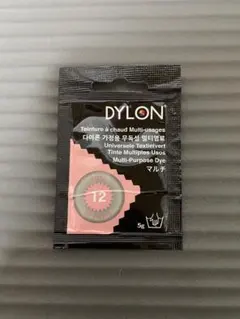 DYLON
Teinture à chaud Multi-usages
다이론 가정용 무독성 멀티염료
Universele Textielverf
Tinte Multiples Usos
Multi-Purpose Dye
マルチ
12
5g